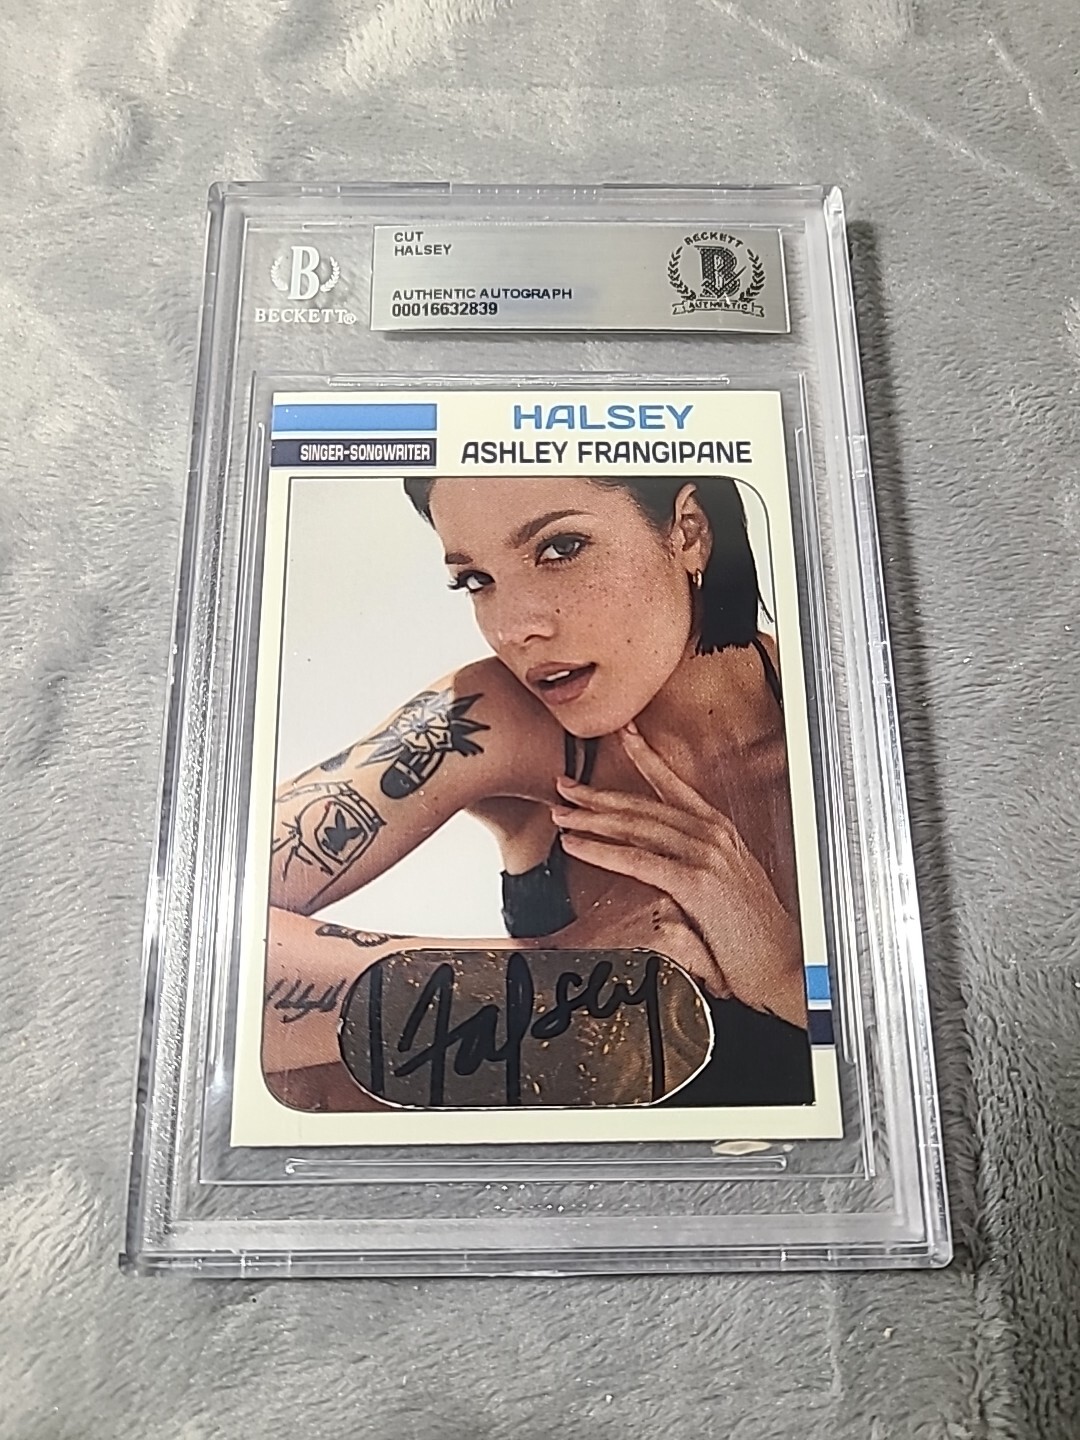 CUT
HALSEY
AUTHENTIC AUTOGRAPH
00016632839
B
BECKETT®
BECKETT
B
AUTHENTIC
HALSEY
SINGER-SONGWRITER
ASHLEY FRANGIPANE
Halsey